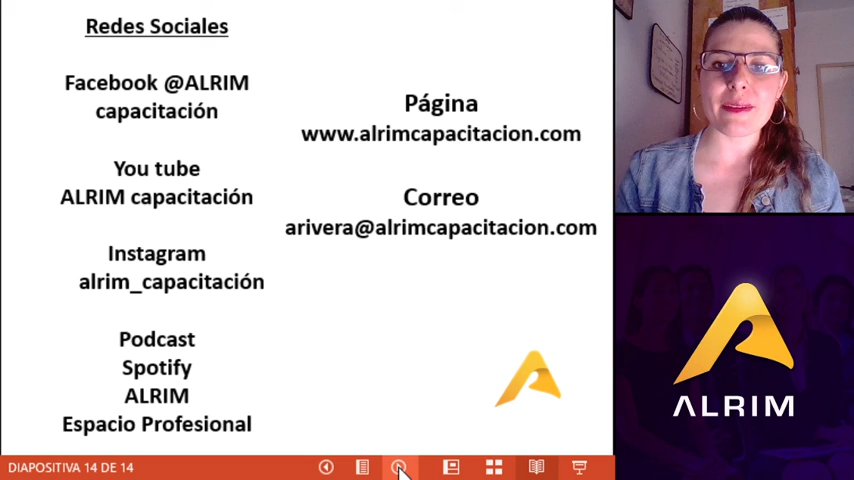 Redes Sociales
Facebook @ALRIM
capacitación
You tube
ALRIM capacitación
Instagram
alrim_capacitación
Podcast
Spotify
ALRIM
Espacio Profesional
Página
www.alrimcapacitacion.com
Correo
arivera@alrimcapacitacion.com
ALRIM
DIAPOSITIVA 14 DE 14